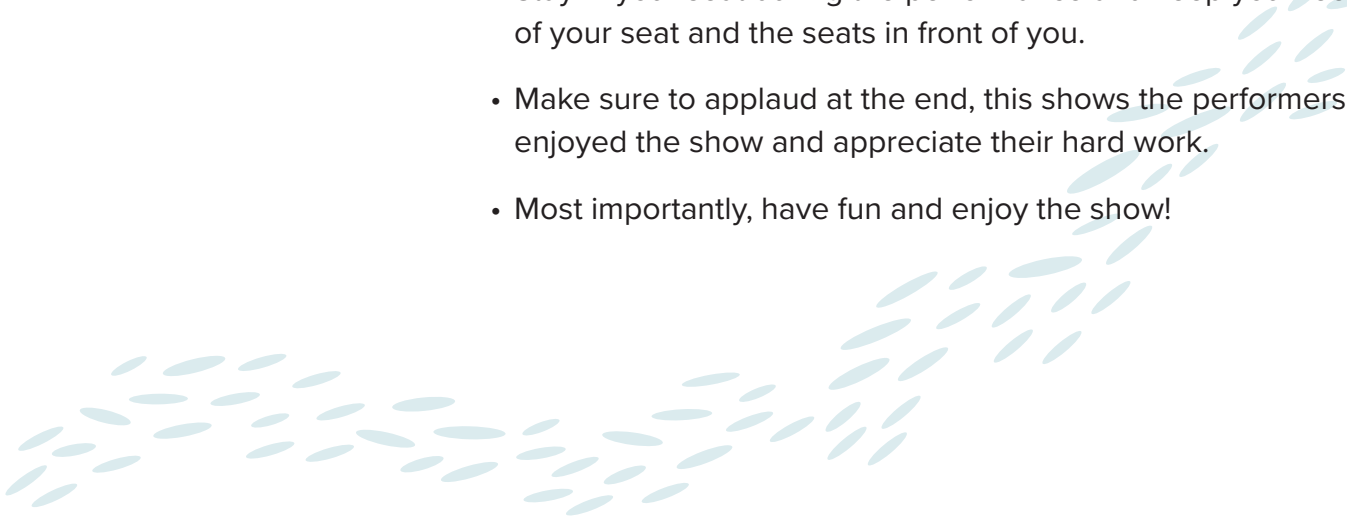 of your seat and the seats in front of you.
• Make sure to applaud at the end, this shows the performers
enjoyed the show and appreciate their hard work.
• Most importantly, have fun and enjoy the show!